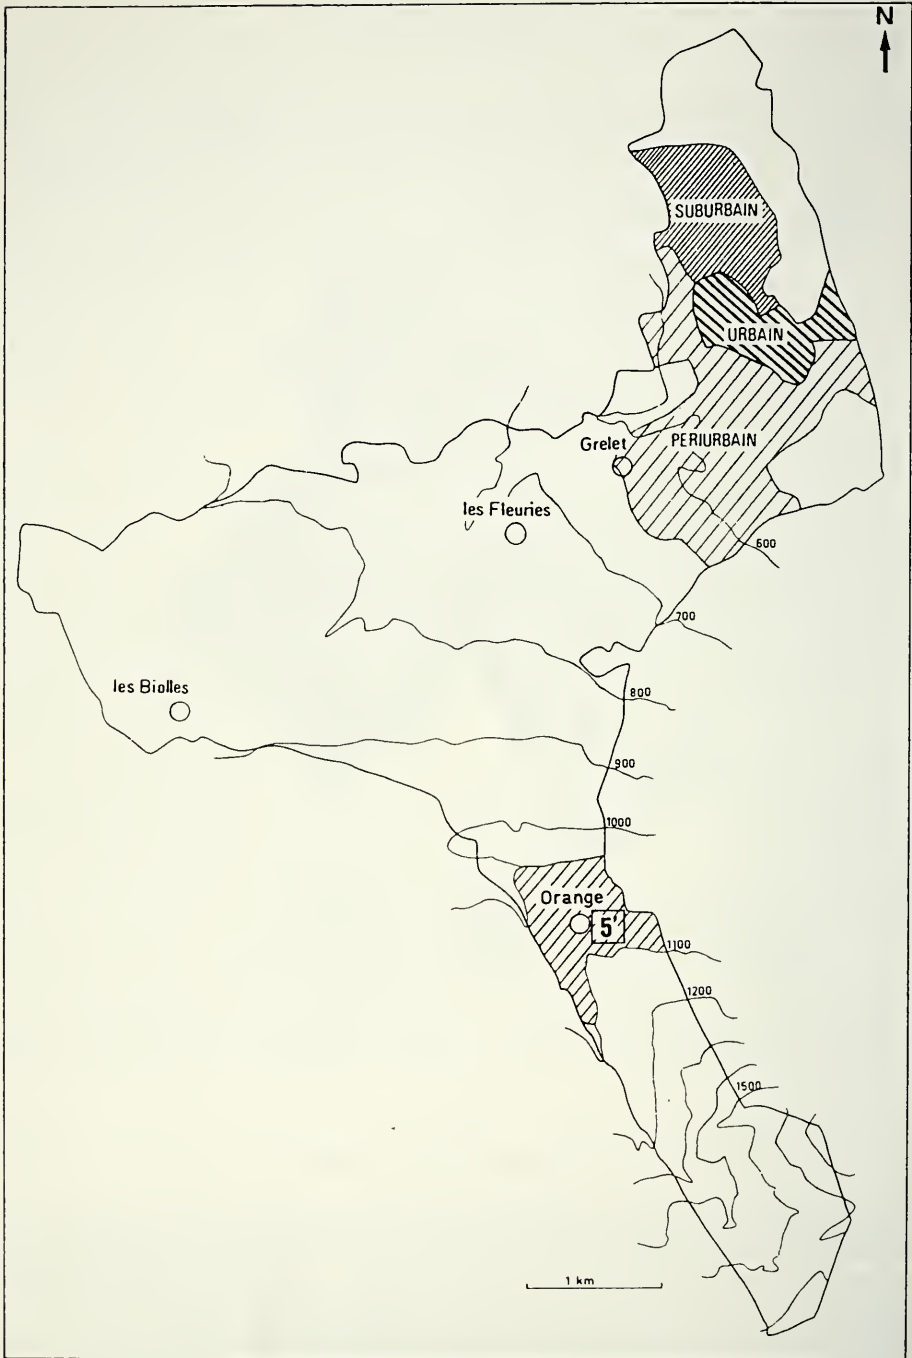 N
SUBURBAIN
URBAIN
Grelet
PERIURBAIN
les Fleuries
600
700
les Biolles
800
900
1000
Orange
5'
1100
1200
1500
1 km